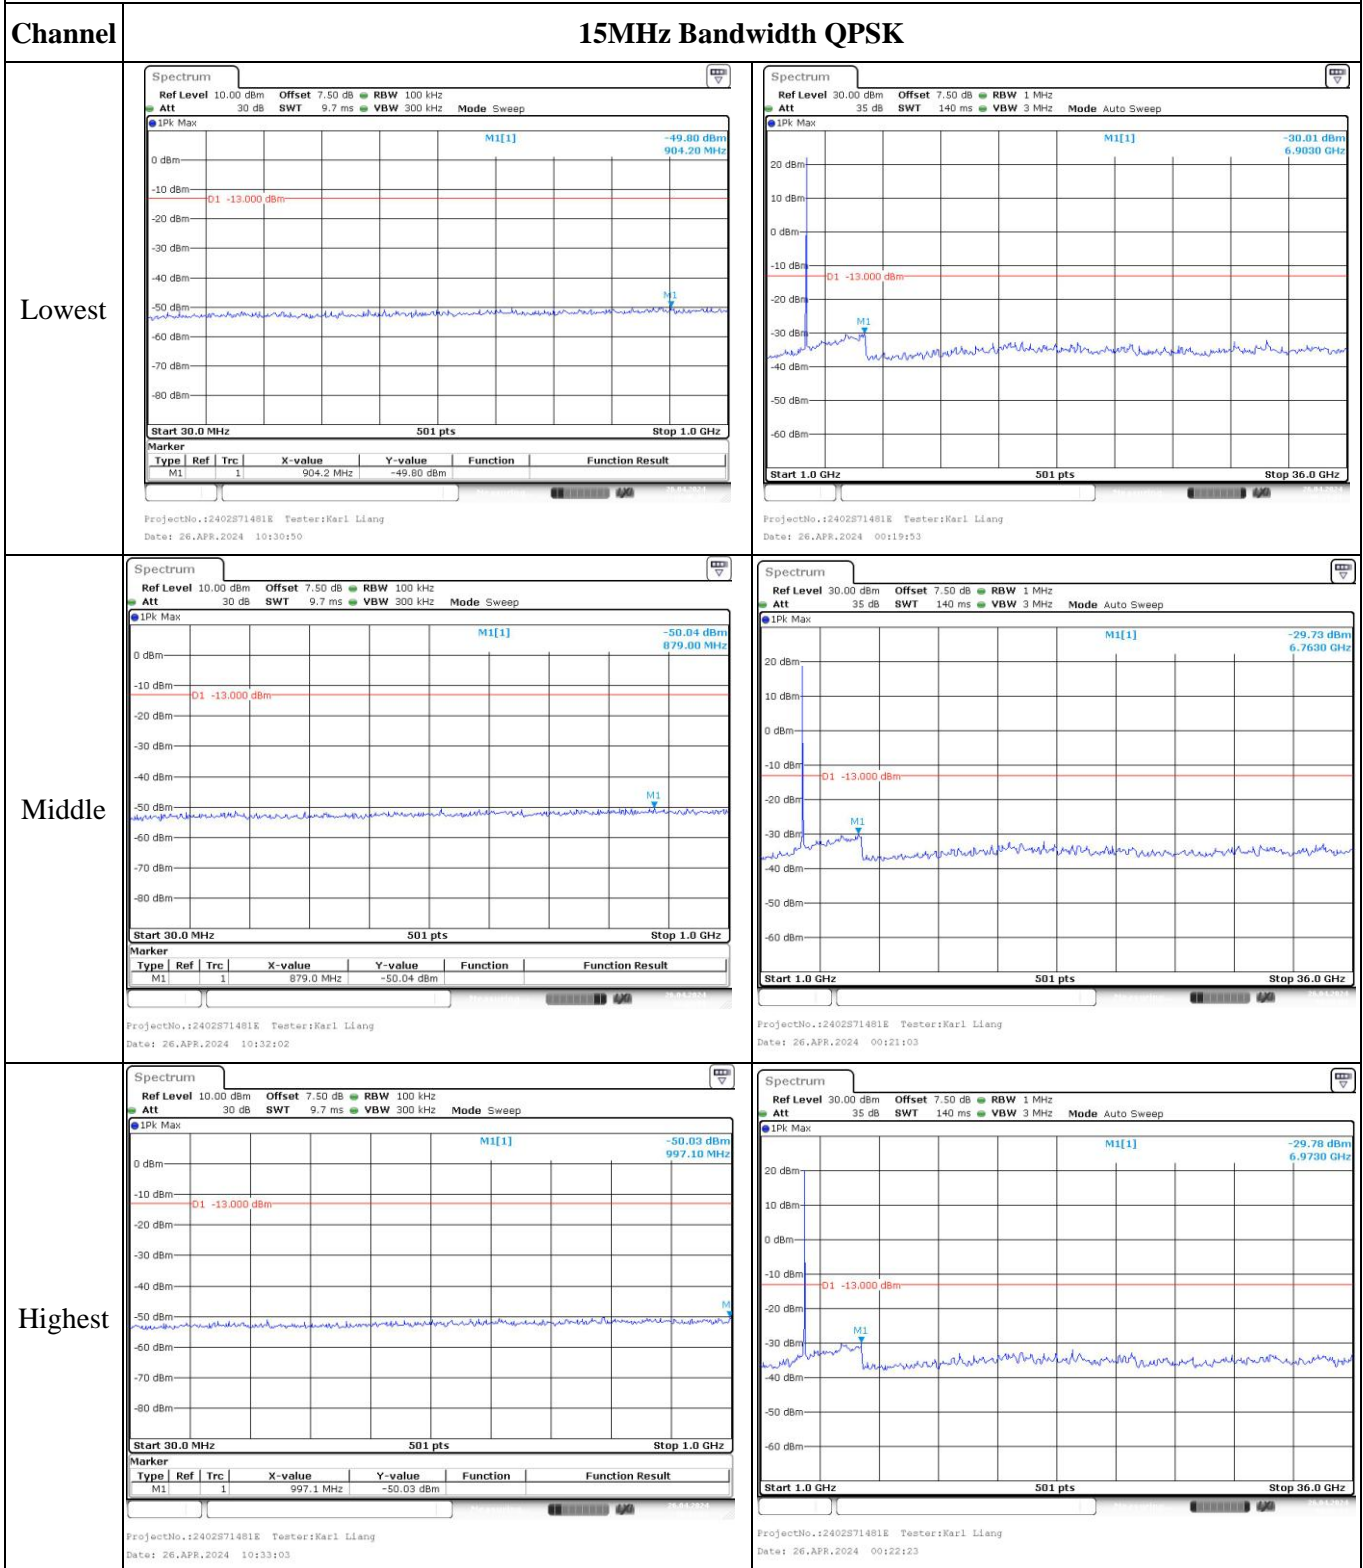 Channel 15MHz Bandwidth QPSK
Lowest
Spectrum
Ref Level 10.00 dBm Offset 7.50 dB RBW 100 kHz
Att 30 dB SWT 9.7 ms VBW 300 kHz Mode Sweep
1Pk Max
M1[1] -49.80 dBm
904.20 MHz
0 dBm
-10 dBm
D1 -13.000 dBm
-20 dBm
-30 dBm
-40 dBm
M1
-50 dBm
-60 dBm
-70 dBm
-80 dBm
Start 30.0 MHz 501 pts Stop 1.0 GHz
Marker
Type Ref Trc X-value Y-value Function Function Result
M1 1 904.2 MHz -49.80 dBm
ProjectNo.:2402S71481E Tester:Karl Liang
Date: 26.APR.2024 10:30:50
Spectrum
Ref Level 30.00 dBm Offset 7.50 dB RBW 1 MHz
Att 35 dB SWT 140 ms VBW 3 MHz Mode Auto Sweep
1Pk Max
M1[1] -30.01 dBm
6.9030 GHz
20 dBm
10 dBm
0 dBm
-10 dBm
D1 -13.000 dBm
-20 dBm
M1
-30 dBm
-40 dBm
-50 dBm
-60 dBm
Start 1.0 GHz 501 pts Stop 36.0 GHz
ProjectNo.:2402S71481E Tester:Karl Liang
Date: 26.APR.2024 00:19:53
Middle
Spectrum
Ref Level 10.00 dBm Offset 7.50 dB RBW 100 kHz
Att 30 dB SWT 9.7 ms VBW 300 kHz Mode Sweep
1Pk Max
M1[1] -50.04 dBm
879.00 MHz
0 dBm
-10 dBm
D1 -13.000 dBm
-20 dBm
-30 dBm
-40 dBm
M1
-50 dBm
-60 dBm
-70 dBm
-80 dBm
Start 30.0 MHz 501 pts Stop 1.0 GHz
Marker
Type Ref Trc X-value Y-value Function Function Result
M1 1 879.0 MHz -50.04 dBm
ProjectNo.:2402S71481E Tester:Karl Liang
Date: 26.APR.2024 10:32:02
Spectrum
Ref Level 30.00 dBm Offset 7.50 dB RBW 1 MHz
Att 35 dB SWT 140 ms VBW 3 MHz Mode Auto Sweep
1Pk Max
M1[1] -29.73 dBm
6.7630 GHz
20 dBm
10 dBm
0 dBm
-10 dBm
D1 -13.000 dBm
-20 dBm
M1
-30 dBm
-40 dBm
-50 dBm
-60 dBm
Start 1.0 GHz 501 pts Stop 36.0 GHz
ProjectNo.:2402S71481E Tester:Karl Liang
Date: 26.APR.2024 00:21:03
Highest
Spectrum
Ref Level 10.00 dBm Offset 7.50 dB RBW 100 kHz
Att 30 dB SWT 9.7 ms VBW 300 kHz Mode Sweep
1Pk Max
M1[1] -50.03 dBm
997.10 MHz
0 dBm
-10 dBm
D1 -13.000 dBm
-20 dBm
-30 dBm
-40 dBm
M
-50 dBm
-60 dBm
-70 dBm
-80 dBm
Start 30.0 MHz 501 pts Stop 1.0 GHz
Marker
Type Ref Trc X-value Y-value Function Function Result
M1 1 997.1 MHz -50.03 dBm
ProjectNo.:2402S71481E Tester:Karl Liang
Date: 26.APR.2024 10:33:03
Spectrum
Ref Level 30.00 dBm Offset 7.50 dB RBW 1 MHz
Att 35 dB SWT 140 ms VBW 3 MHz Mode Auto Sweep
1Pk Max
M1[1] -29.78 dBm
6.9730 GHz
20 dBm
10 dBm
0 dBm
-10 dBm
D1 -13.000 dBm
-20 dBm
M1
-30 dBm
-40 dBm
-50 dBm
-60 dBm
Start 1.0 GHz 501 pts Stop 36.0 GHz
ProjectNo.:2402S71481E Tester:Karl Liang
Date: 26.APR.2024 00:22:23